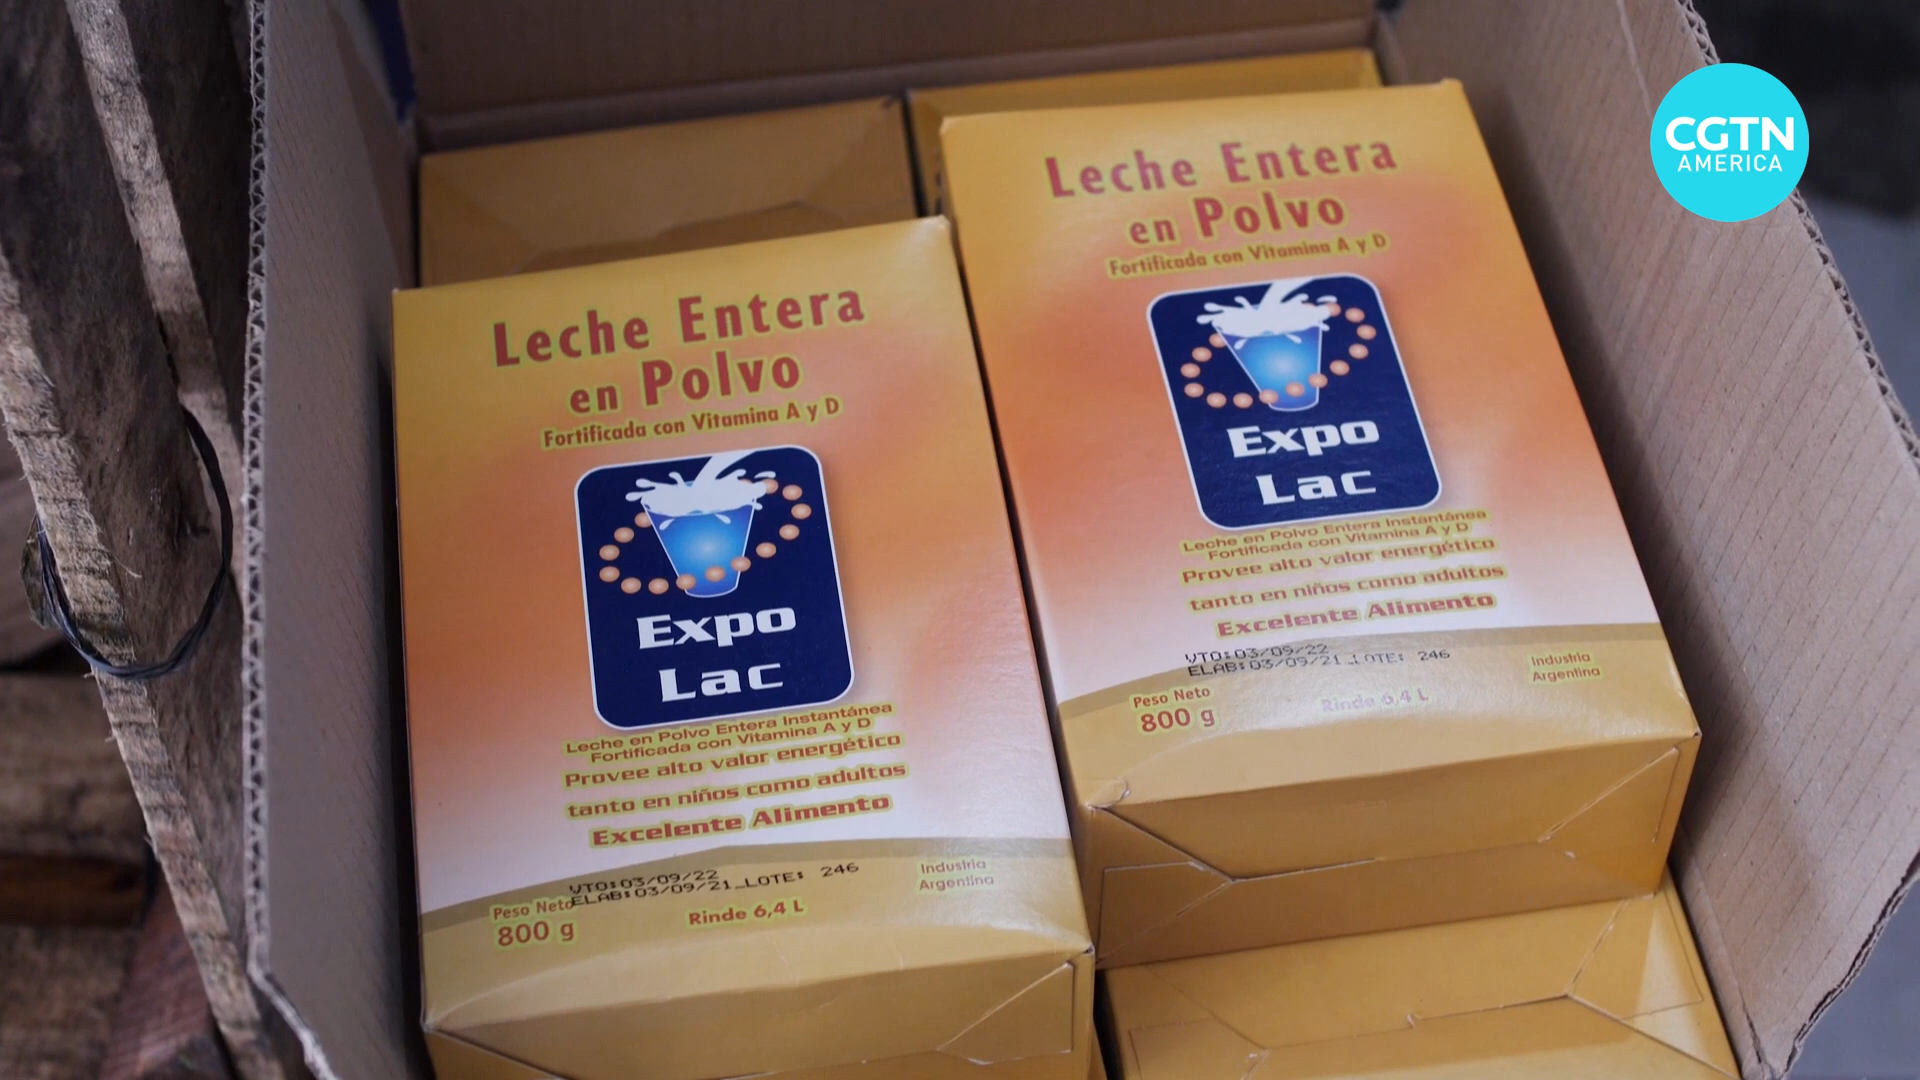 CGTN
AMERICA
Leche Entera
en Polvo
Fortificada con Vitamina A y D
Expo
Lac
Leche en Polvo Entera Instantánea
Fortificada con Vitamina A y D
Provee alto valor energético
tanto en niños como adultos
Excelente Alimento
VTO:03/09/22
ELAB:03/09/21_LOTE: 246
Industria
Argentina
Peso Neto
800 g
Rinde 6,4 L
Leche Entera
en Polvo
Fortificada con Vitamina A y D
Expo
Lac
Leche en Polvo Entera Instantánea
Fortificada con Vitamina A y D
Provee alto valor energético
tanto en niños como adultos
Excelente Alimento
VTO:03/09/22
ELAB:03/09/21_LOTE: 246
Industria
Argentina
Peso Neto
800 g
Rinde 6,4 L